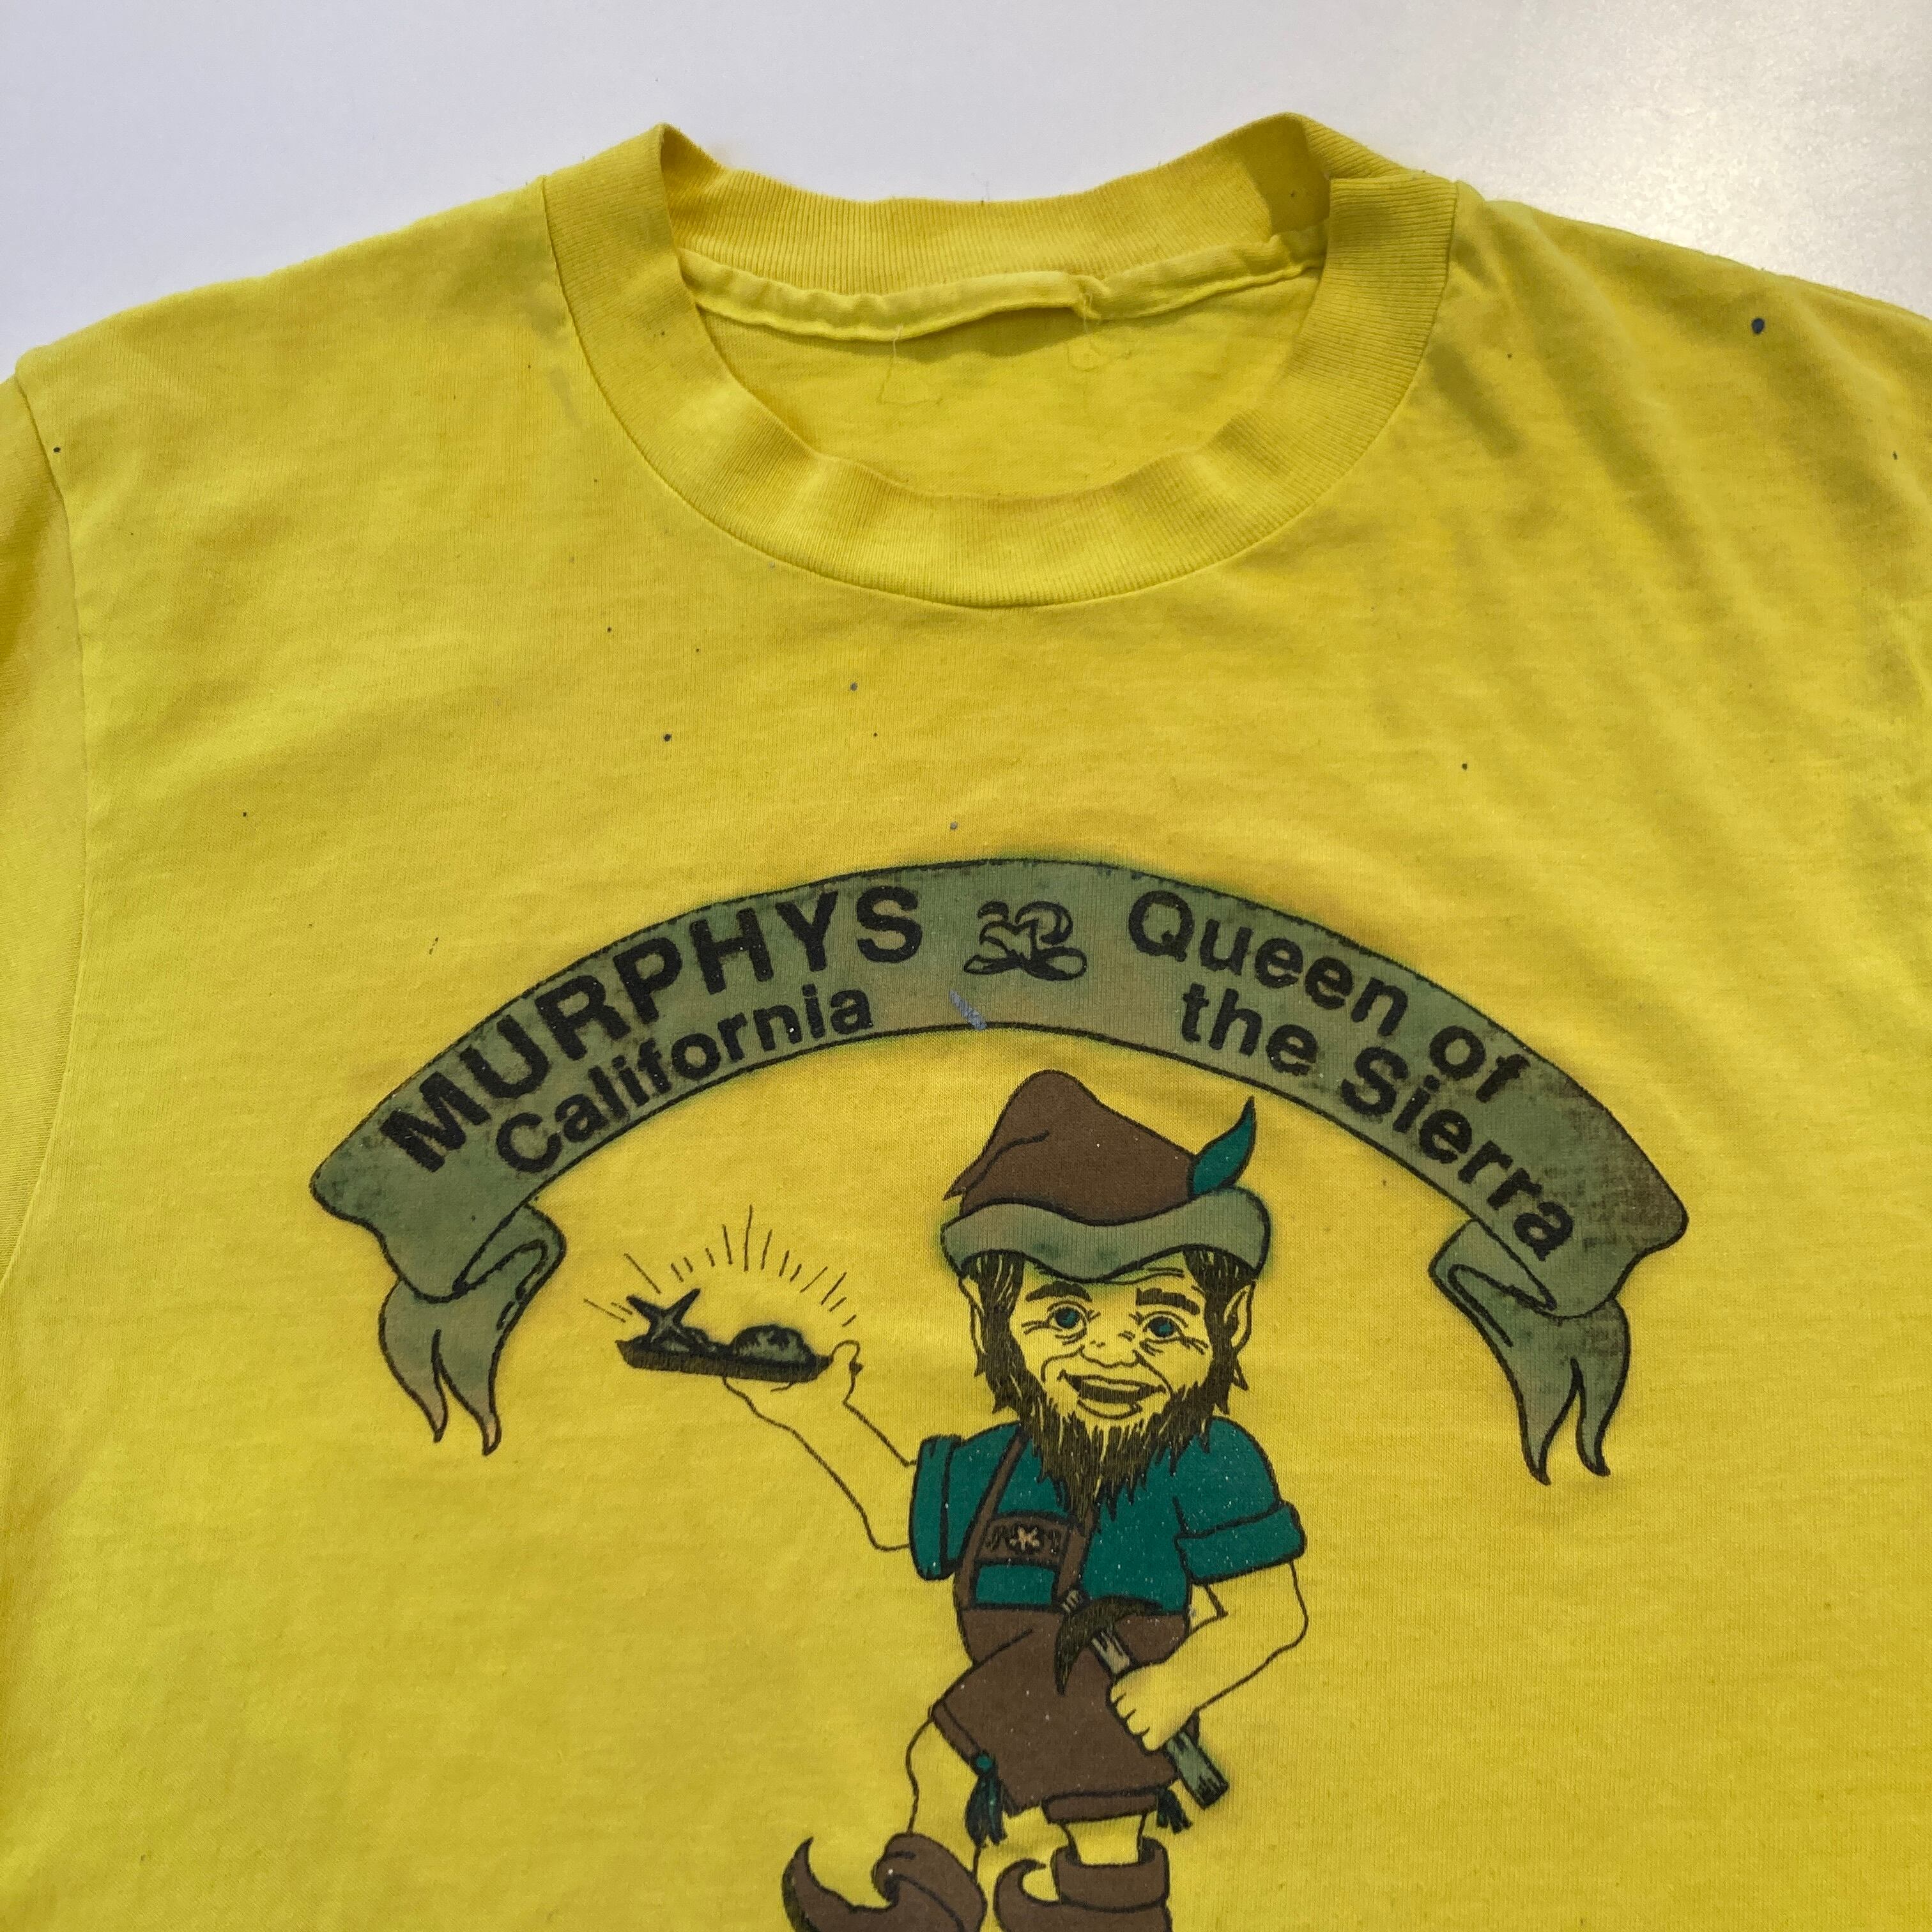 MURPHYS
California
Queen of
the Sierra